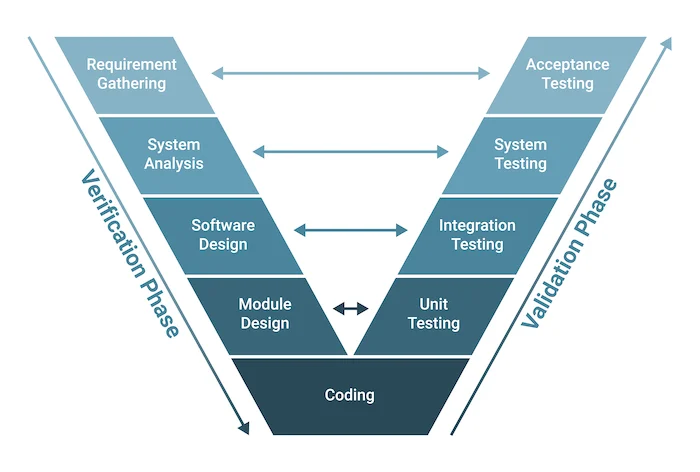 Requirement
Gathering
Acceptance
Testing
System
Analysis
System
Testing
Software
Design
Integration
Testing
Module
Design
Unit
Testing
Coding
Verification Phase
Validation Phase